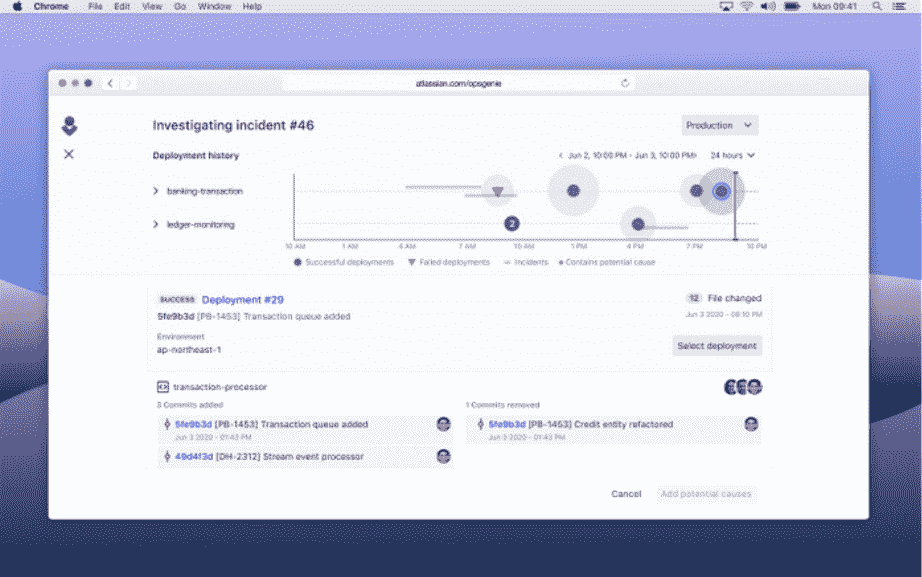 Chrome File Edit View Go Window Help Mon 09:41
atlassian.com/opsgenie
Investigating incident #46
Production
Deployment history
Jun 2, 10:00 PM - Jun 3, 10:00 PM
24 hours
banking-transaction
ledger-monitoring
2
10 AM 1 AM 4 AM 7 AM 10 AM 1 PM 4 PM 7 PM 10 PM
Successful deployments Failed deployments Incidents Contains potential cause
SUCCESS Deployment #29
12 File changed
5fe9b3d [PB-1453] Transaction queue added
Jun 3 2020 - 08:10 PM
Environment
ap-northeast-1
Select deployment
transaction-processor
3 Commits added
1 Commits removed
5fe9b3d [PB-1453] Transaction queue added
Jun 3 2020 - 01:43 PM
5fe9b3d [PB-1453] Credit entity refactored
Jun 3 2020 - 01:43 PM
49d4f3d [DH-2312] Stream event processor
Cancel
Add potential causes